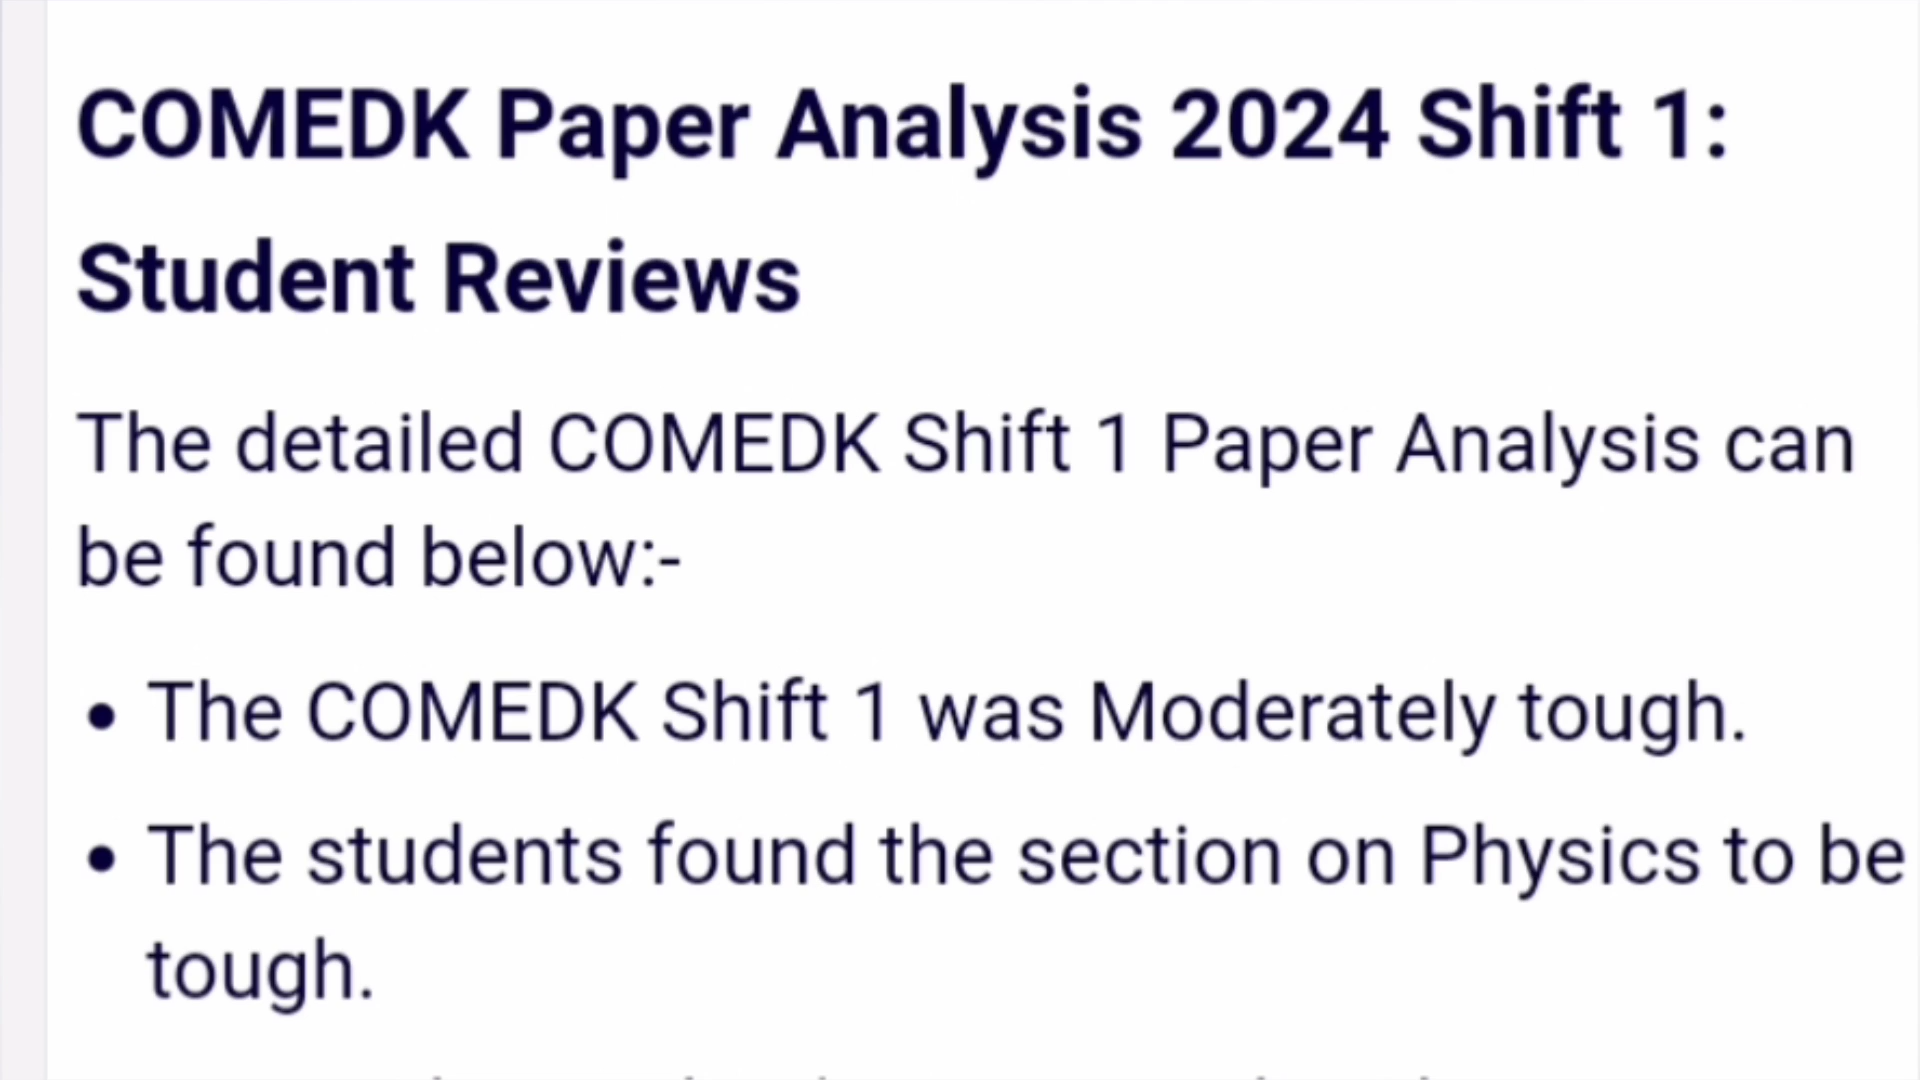 COMEDK Paper Analysis 2024 Shift 1:
Student Reviews
The detailed COMEDK Shift 1 Paper Analysis can
be found below:-
• The COMEDK Shift 1 was Moderately tough.
• The students found the section on Physics to be
tough.